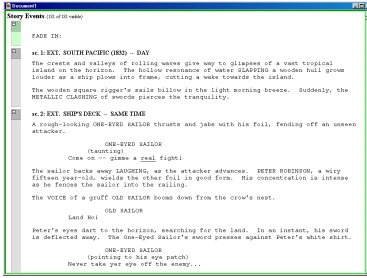 Document1
Story Events (131 of 131 visible)
FADE IN:
sc. 1: EXT. SOUTH PACIFIC (1832) – DAY
The crests and valleys of rolling waves give way to glimpses of a vast tropical
island on the horizon. The hollow resonance of water SLAPPING a wooden hull grows
louder as a ship plows into frame, cutting a wake towards the island.
The wooden square rigger's sails billow in the light morning breeze. Suddenly, the
METALLIC CLASHING of swords pierces the tranquility.
sc. 2: EXT. SHIP'S DECK – SAME TIME
A rough-looking ONE-EYED SAILOR thrusts and jabs with his foil, fending off an unseen
attacker.
ONE-EYED SAILOR
(taunting)
Come on -- gimme a real fight!
The sailor backs away LAUGHING, as the attacker advances. PETER ROBINSON, a wiry
fifteen year-old, wields the other foil in good form. His concentration is intense
as he fences the sailor into the railing.
The VOICE of a gruff OLD SAILOR booms down from the crow's nest.
OLD SAILOR
Land Ho!
Peter's eyes dart to the horizon, searching for the land. In an instant, his sword
is deflected away. The One-Eyed Sailor's sword presses against Peter's white shirt.
ONE-EYED SAILOR
(pointing to his eye patch)
Never take yer eye off the enemy...